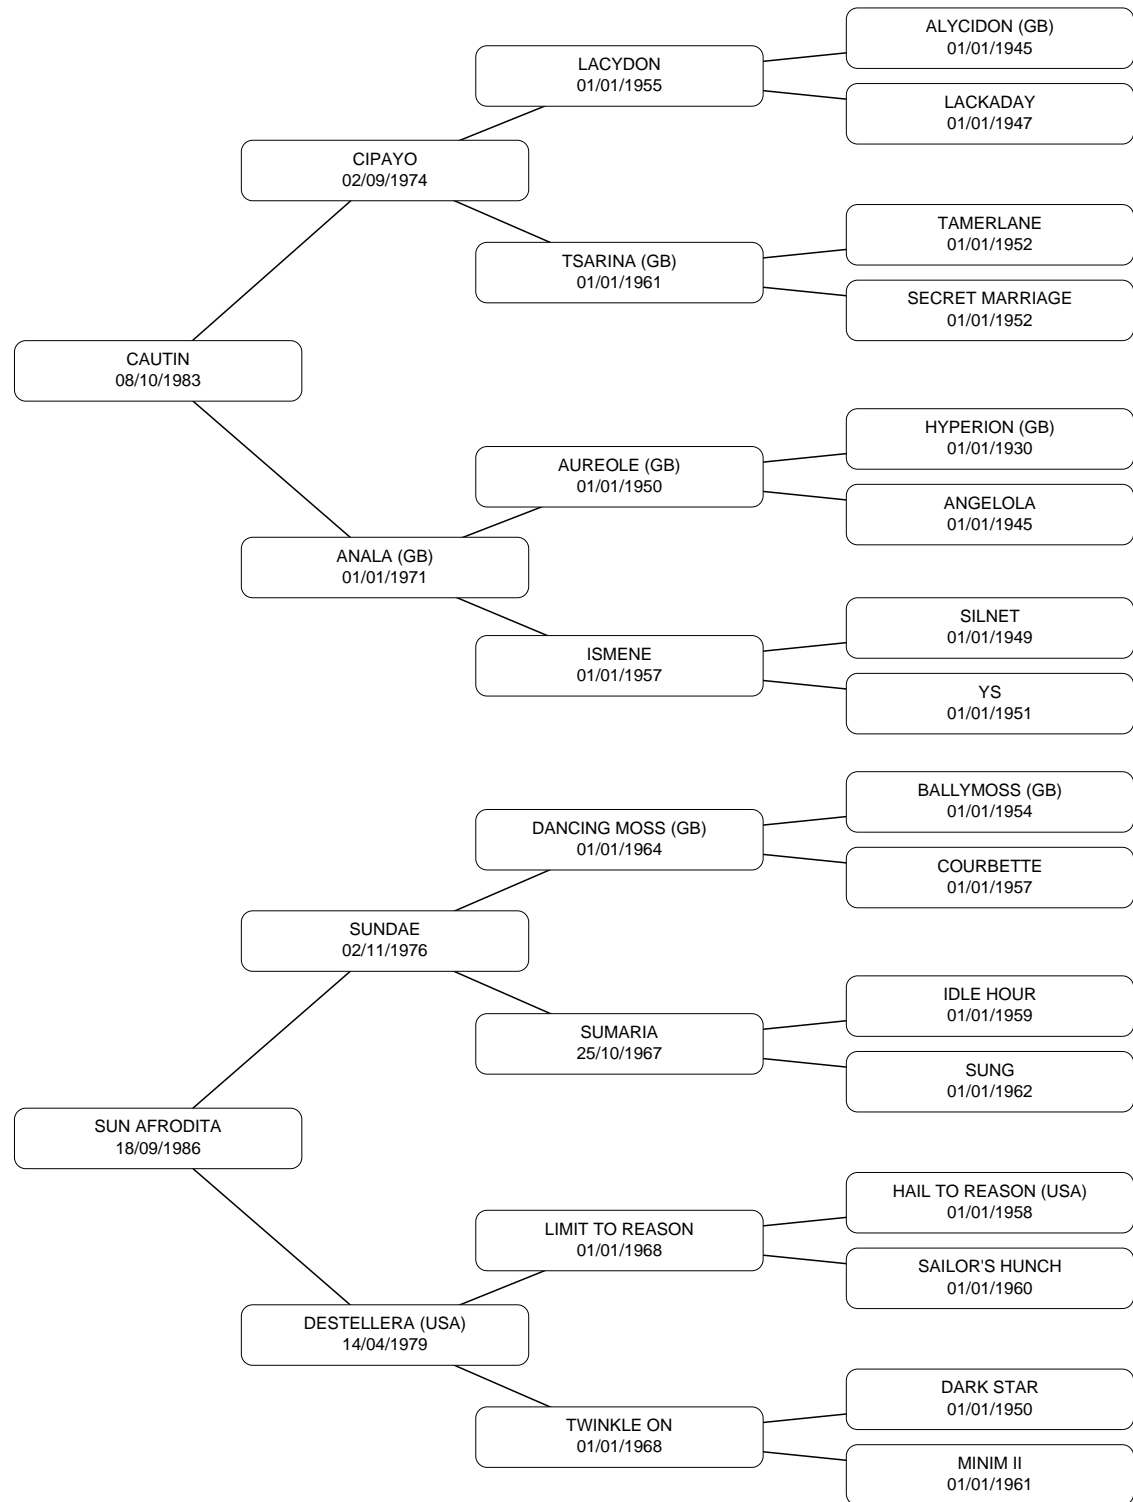 ALYCIDON (GB)
01/01/1945
LACYDON
01/01/1955
LACKADAY
01/01/1947
CIPAYO
02/09/1974
TAMERLANE
01/01/1952
TSARINA (GB)
01/01/1961
SECRET MARRIAGE
01/01/1952
CAUTIN
08/10/1983
HYPERION (GB)
01/01/1930
AUREOLE (GB)
01/01/1950
ANGELOLA
01/01/1945
ANALA (GB)
01/01/1971
SILNET
01/01/1949
ISMENE
01/01/1957
YS
01/01/1951
BALLYMOSS (GB)
01/01/1954
DANCING MOSS (GB)
01/01/1964
COURBETTE
01/01/1957
SUNDAE
02/11/1976
IDLE HOUR
01/01/1959
SUMARIA
25/10/1967
SUNG
01/01/1962
SUN AFRODITA
18/09/1986
HAIL TO REASON (USA)
01/01/1958
LIMIT TO REASON
01/01/1968
SAILOR'S HUNCH
01/01/1960
DESTELLERA (USA)
14/04/1979
DARK STAR
01/01/1950
TWINKLE ON
01/01/1968
MINIM II
01/01/1961